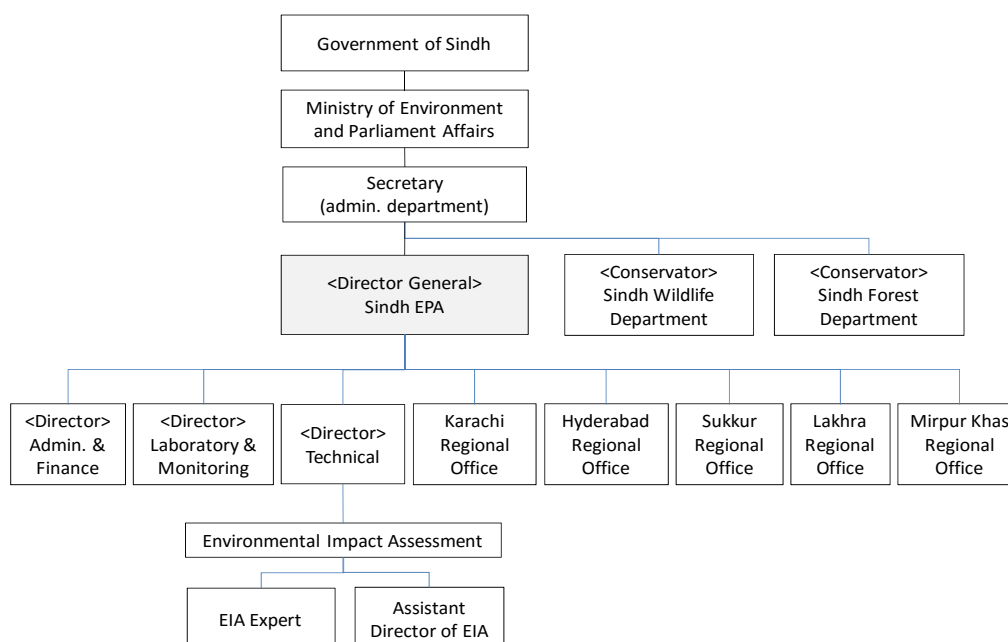 Government of Sindh
Ministry of Environment
and Parliament Affairs
Secretary
(admin. department)
<Director General>
Sindh EPA
<Conservator>
Sindh Wildlife
Department
<Conservator>
Sindh Forest
Department
<Director>
Admin. &
Finance
<Director>
Laboratory &
Monitoring
<Director>
Technical
Karachi
Regional
Office
Hyderabad
Regional
Office
Sukkur
Regional
Office
Lakhra
Regional
Office
Mirpur Khas
Regional
Office
Environmental Impact Assessment
EIA Expert
Assistant
Director of EIA